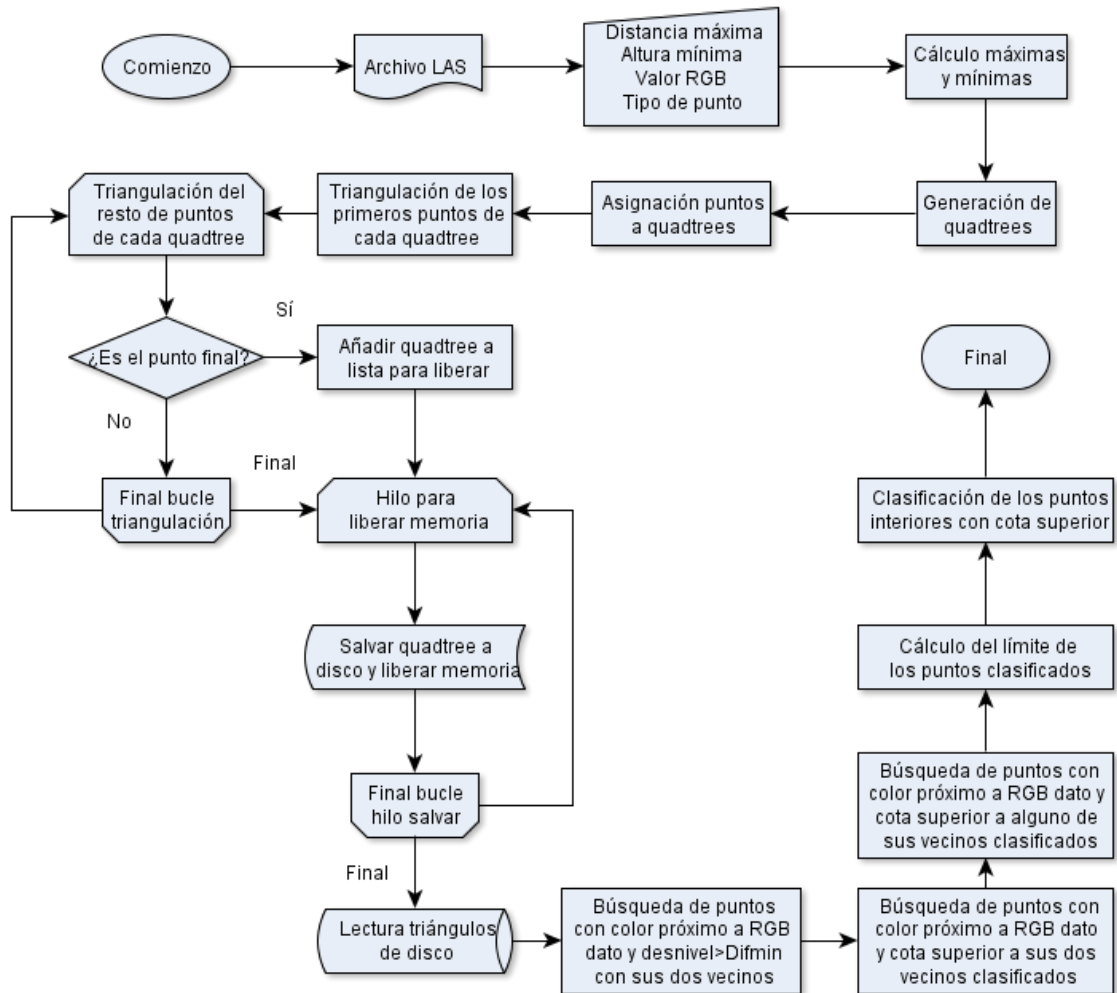 Comienzo
Archivo LAS
Distancia máxima
Altura mínima
Valor RGB
Tipo de punto
Cálculo máximas
y mínimas
Generación de
quadtrees
Asignación puntos
a quadtrees
Triangulación de los
primeros puntos de
cada quadtree
Triangulación del
resto de puntos
de cada quadtree
¿Es el punto final?
Sí
Añadir quadtree a
lista para liberar
No
Final bucle
triangulación
Final
Hilo para
liberar memoria
Salvar quadtree a
disco y liberar memoria
Final bucle
hilo salvar
Final
Lectura triángulos
de disco
Búsqueda de puntos
con color próximo a RGB
dato y desnivel>Difmin
con sus dos vecinos
Búsqueda de puntos con
color próximo a RGB dato
y cota superior a sus dos
vecinos clasificados
Búsqueda de puntos con
color próximo a RGB dato y
cota superior a alguno de
sus vecinos clasificados
Cálculo del límite de
los puntos clasificados
Clasificación de los puntos
interiores con cota superior
Final